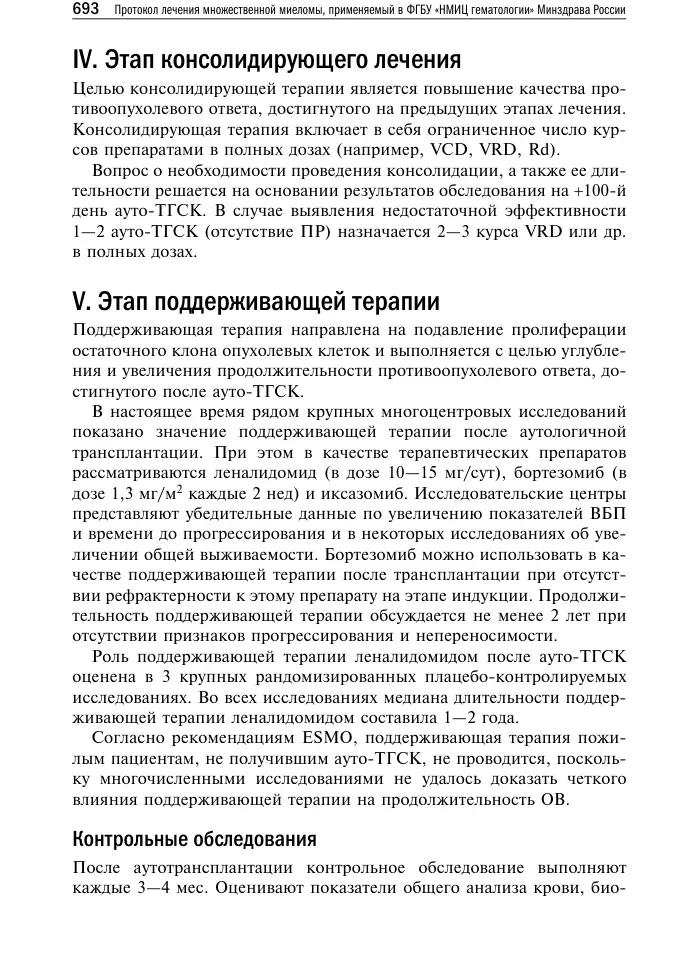 693 Протокол лечения множественной миеломы, применяемый в ФГБУ «НМИЦ гематологии» Минздрава России
IV. Этап консолидирующего лечения
Целью консолидирующей терапии является повышение качества про-
тивоопухолевого ответа, достигнутого на предыдущих этапах лечения.
Консолидирующая терапия включает в себя ограниченное число кур-
сов препаратами в полных дозах (например, VCD, VRD, Rd).
Вопрос о необходимости проведения консолидации, а также ее дли-
тельности решается на основании результатов обследования на +100-й
день ауто-ТГСК. В случае выявления недостаточной эффективности
1—2 ауто-ТГСК (отсутствие ПР) назначается 2—3 курса VRD или др.
в полных дозах.
V. Этап поддерживающей терапии
Поддерживающая терапия направлена на подавление пролиферации
остаточного клона опухолевых клеток и выполняется с целью углубле-
ния и увеличения продолжительности противоопухолевого ответа, до-
стигнутого после ауто-ТГСК.
В настоящее время рядом крупных многоцентровых исследований
показано значение поддерживающей терапии после аутологичной
трансплантации. При этом в качестве терапевтических препаратов
рассматриваются леналидомид (в дозе 10—15 мг/сут), бортезомиб (в
дозе 1,3 мг/м² каждые 2 нед) и иксазомиб. Исследовательские центры
представляют убедительные данные по увеличению показателей ВБП
и времени до прогрессирования и в некоторых исследованиях об уве-
личении общей выживаемости. Бортезомиб можно использовать в ка-
честве поддерживающей терапии после трансплантации при отсутст-
вии рефрактерности к этому препарату на этапе индукции. Продолжи-
тельность поддерживающей терапии обсуждается не менее 2 лет при
отсутствии признаков прогрессирования и непереносимости.
Роль поддерживающей терапии леналидомидом после ауто-ТГСК
оценена в 3 крупных рандомизированных плацебо-контролируемых
исследованиях. Во всех исследованиях медиана длительности поддер-
живающей терапии леналидомидом составила 1—2 года.
Согласно рекомендациям ESMO, поддерживающая терапия пожи-
лым пациентам, не получившим ауто-ТГСК, не проводится, посколь-
ку многочисленными исследованиями не удалось доказать четкого
влияния поддерживающей терапии на продолжительность ОВ.
Контрольные обследования
После аутотрансплантации контрольное обследование выполняют
каждые 3—4 мес. Оценивают показатели общего анализа крови, био-